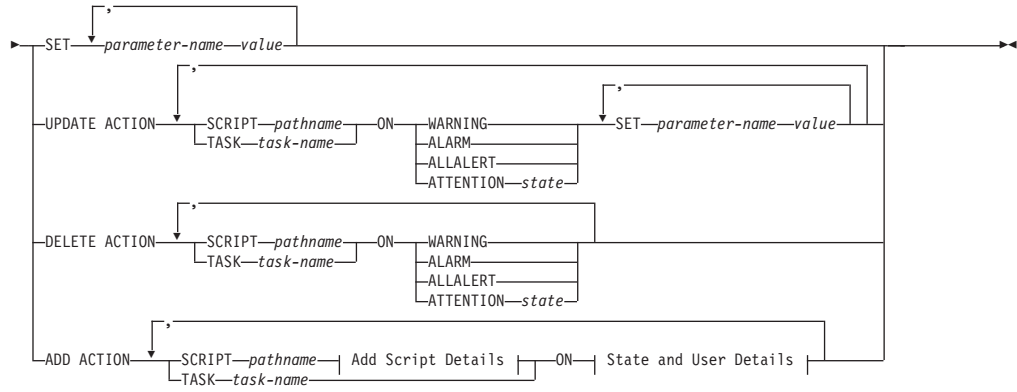 ,
SET parameter-name value
,
,
UPDATE ACTION SCRIPT pathname ON WARNING SET parameter-name value
TASK task-name ALARM
ALLALERT
ATTENTION state
,
DELETE ACTION SCRIPT pathname ON WARNING
TASK task-name ALARM
ALLALERT
ATTENTION state
,
ADD ACTION SCRIPT pathname Add Script Details ON State and User Details
TASK task-name